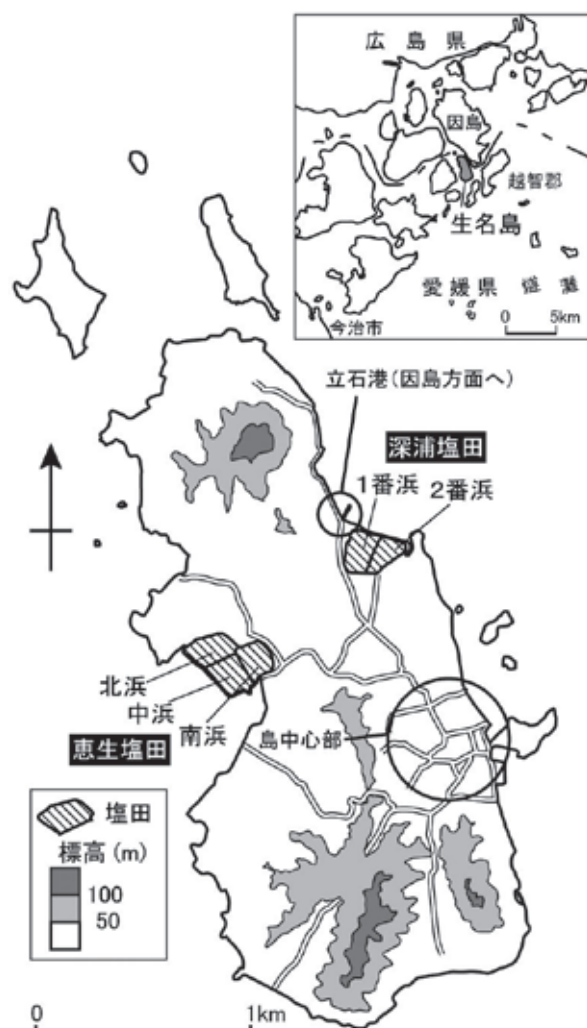 広島県
因島
越智郡
生名島
愛媛県 燧灘
今治市
0 5km
立石港(因島方面へ)
深浦塩田
1番浜
2番浜
北浜
中浜
南浜
恵生塩田
島中心部
塩田
標高(m)
100
50
0 1km